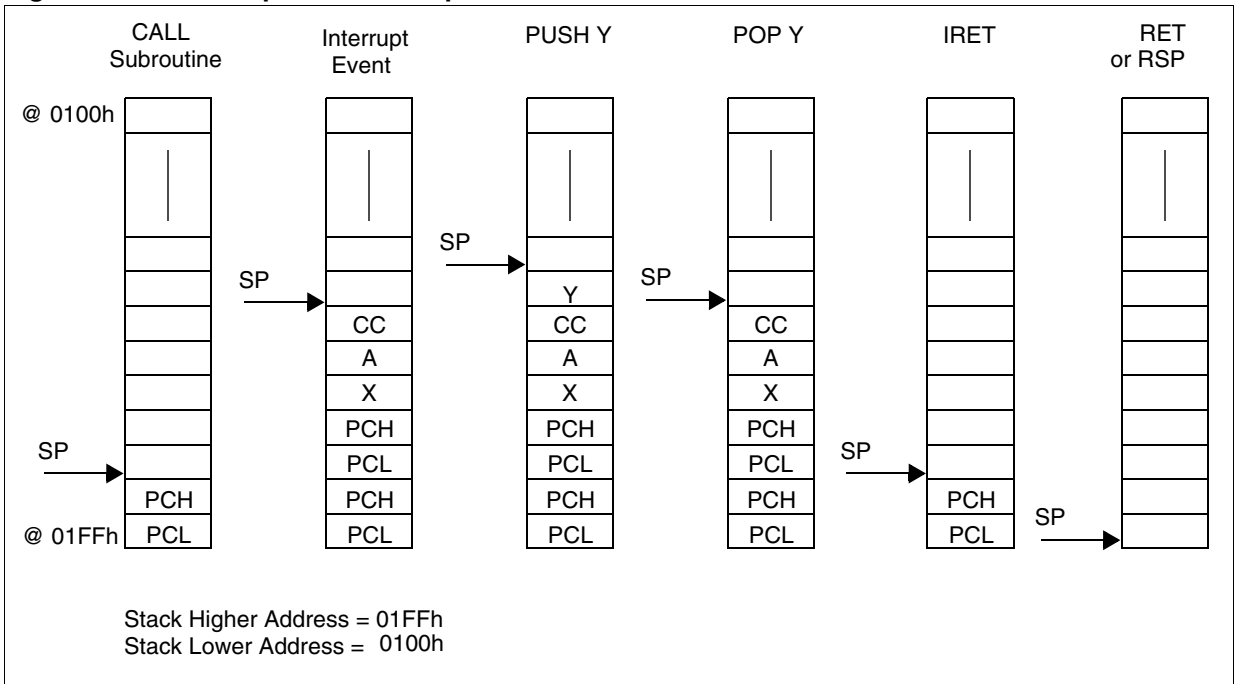 CALL
Subroutine
Interrupt
Event
PUSH Y
POP Y
IRET
RET
or RSP
@ 0100h
SP
SP
SP
Y
CC
CC
CC
A
A
A
X
X
X
PCH
PCH
PCH
SP
SP
PCL
PCL
PCL
PCH
PCH
PCH
PCH
PCH
SP
@ 01FFh
PCL
PCL
PCL
PCL
PCL
Stack Higher Address = 01FFh
Stack Lower Address = 0100h